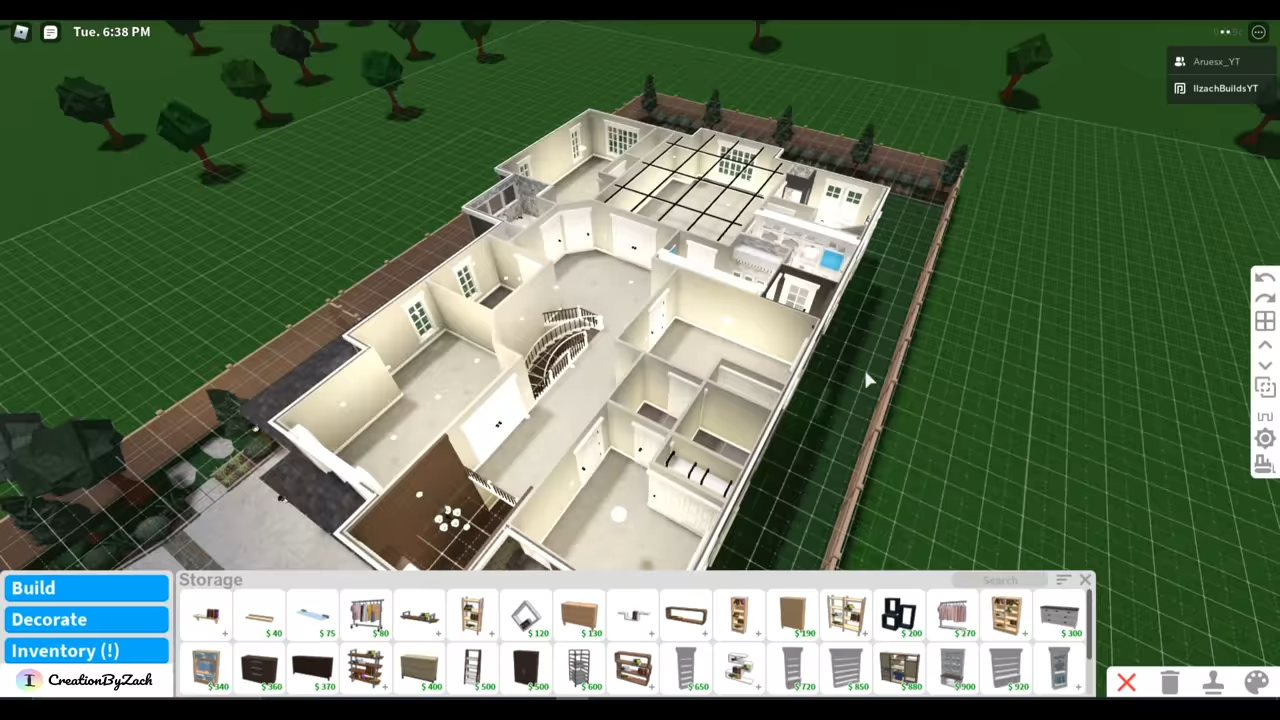 Tue. 6:38 PM
Aruesx_YT
IIzachBuildsYT
Build
Decorate
Inventory (!)
CreationByZach
Storage
Search
$ 40
$ 75
$ 80
$ 120
$ 130
$ 190
$ 200
$ 270
$ 300
$ 340
$ 360
$ 370
$ 400
$ 500
$ 500
$ 600
$ 650
$ 720
$ 850
$ 880
$ 900
$ 920